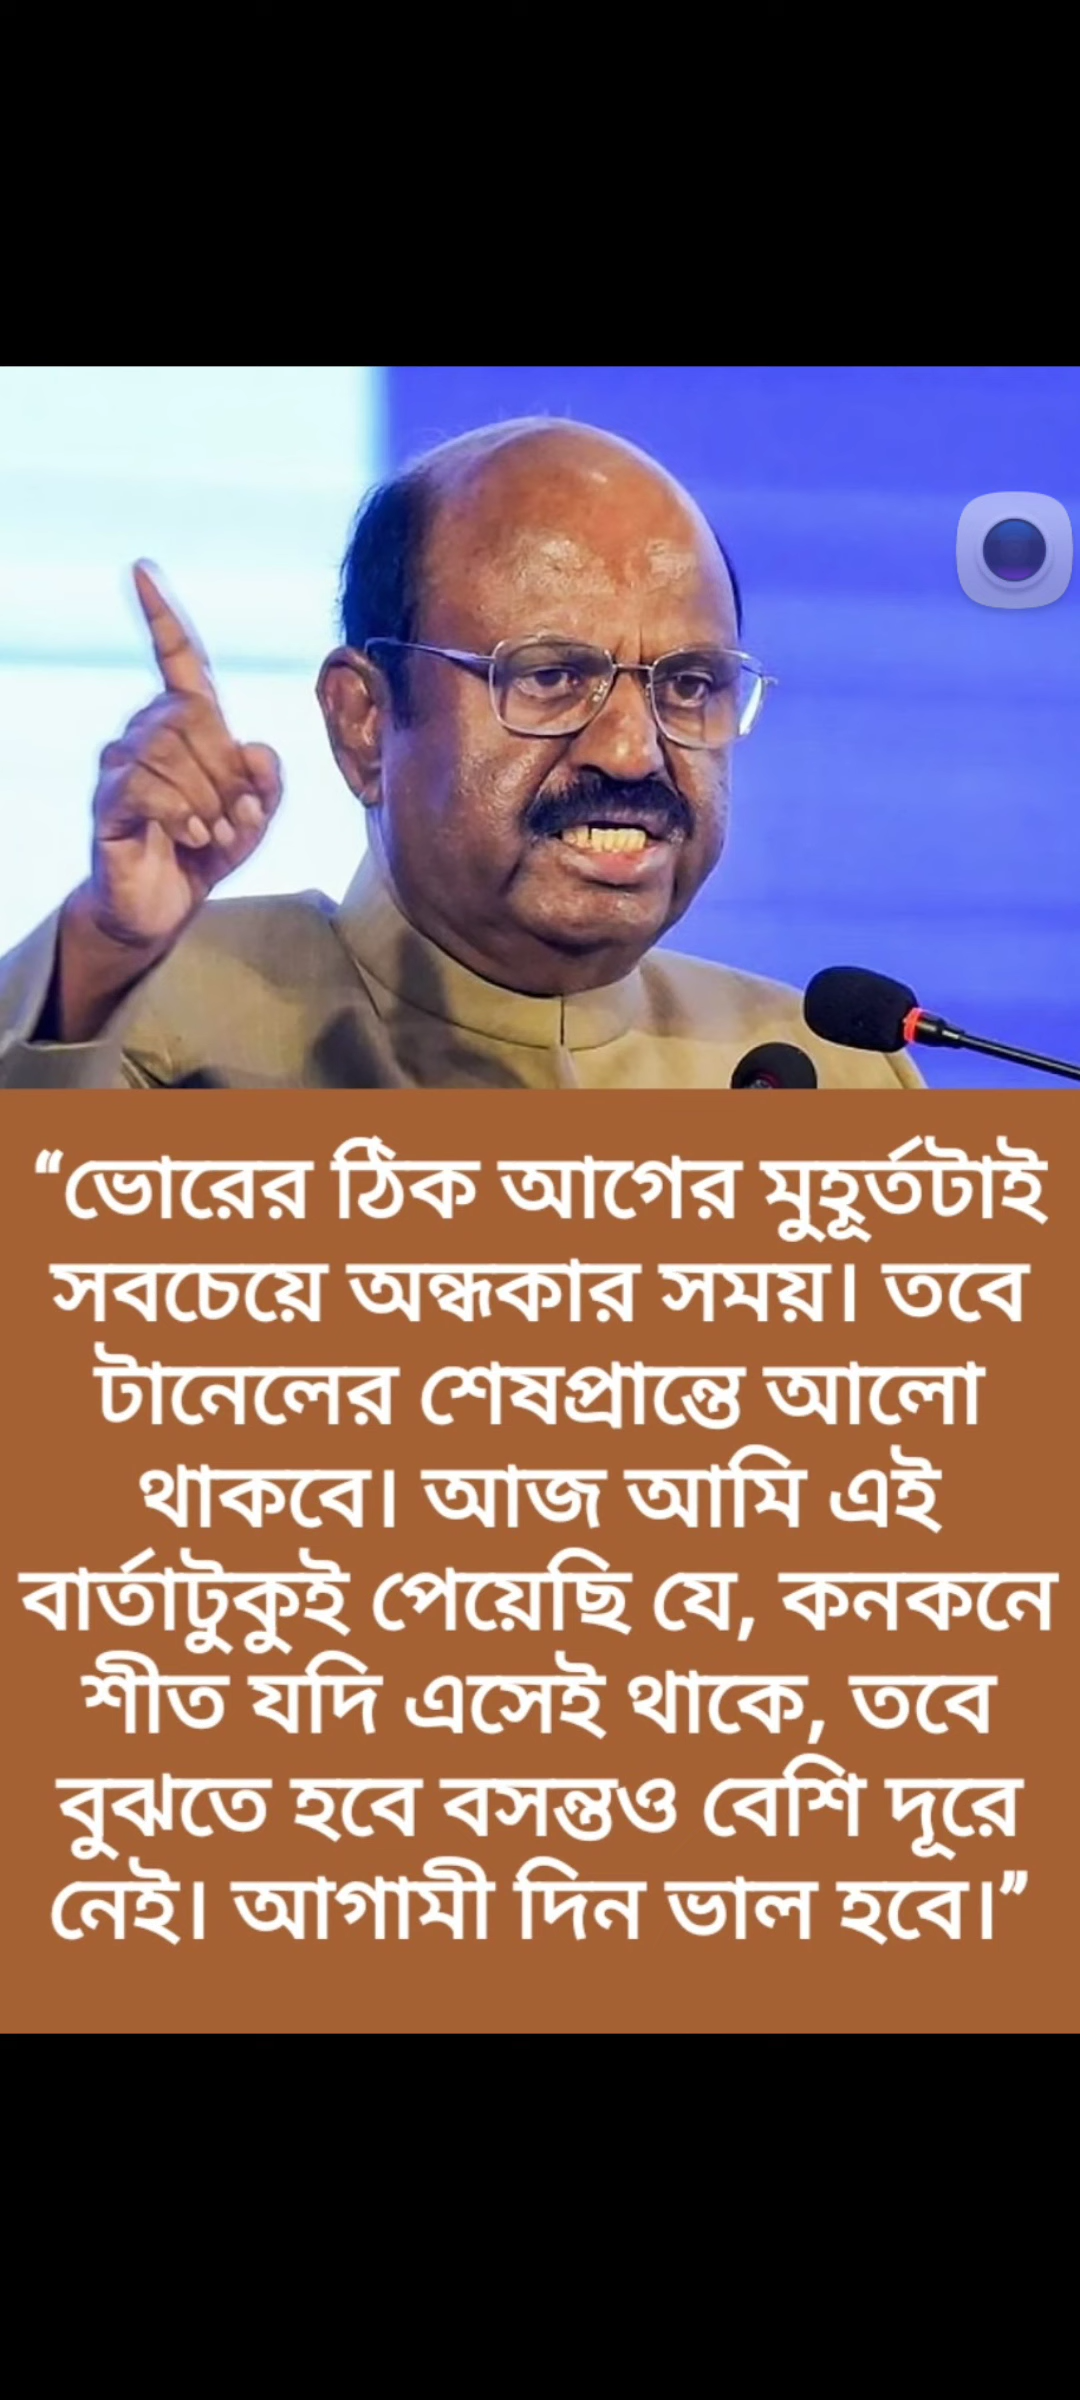 “ভোরের ঠিক আগের মুহূর্তটাই
সবচেয়ে অন্ধকার সময়। তবে
টানেলের শেষপ্রান্তে আলো
থাকবে। আজ আমি এই
বার্তাটুকুই পেয়েছি যে, কনকনে
শীত যদি এসেই থাকে, তবে
বুঝতে হবে বসন্তও বেশি দূরে
নেই। আগামী দিন ভাল হবে।”